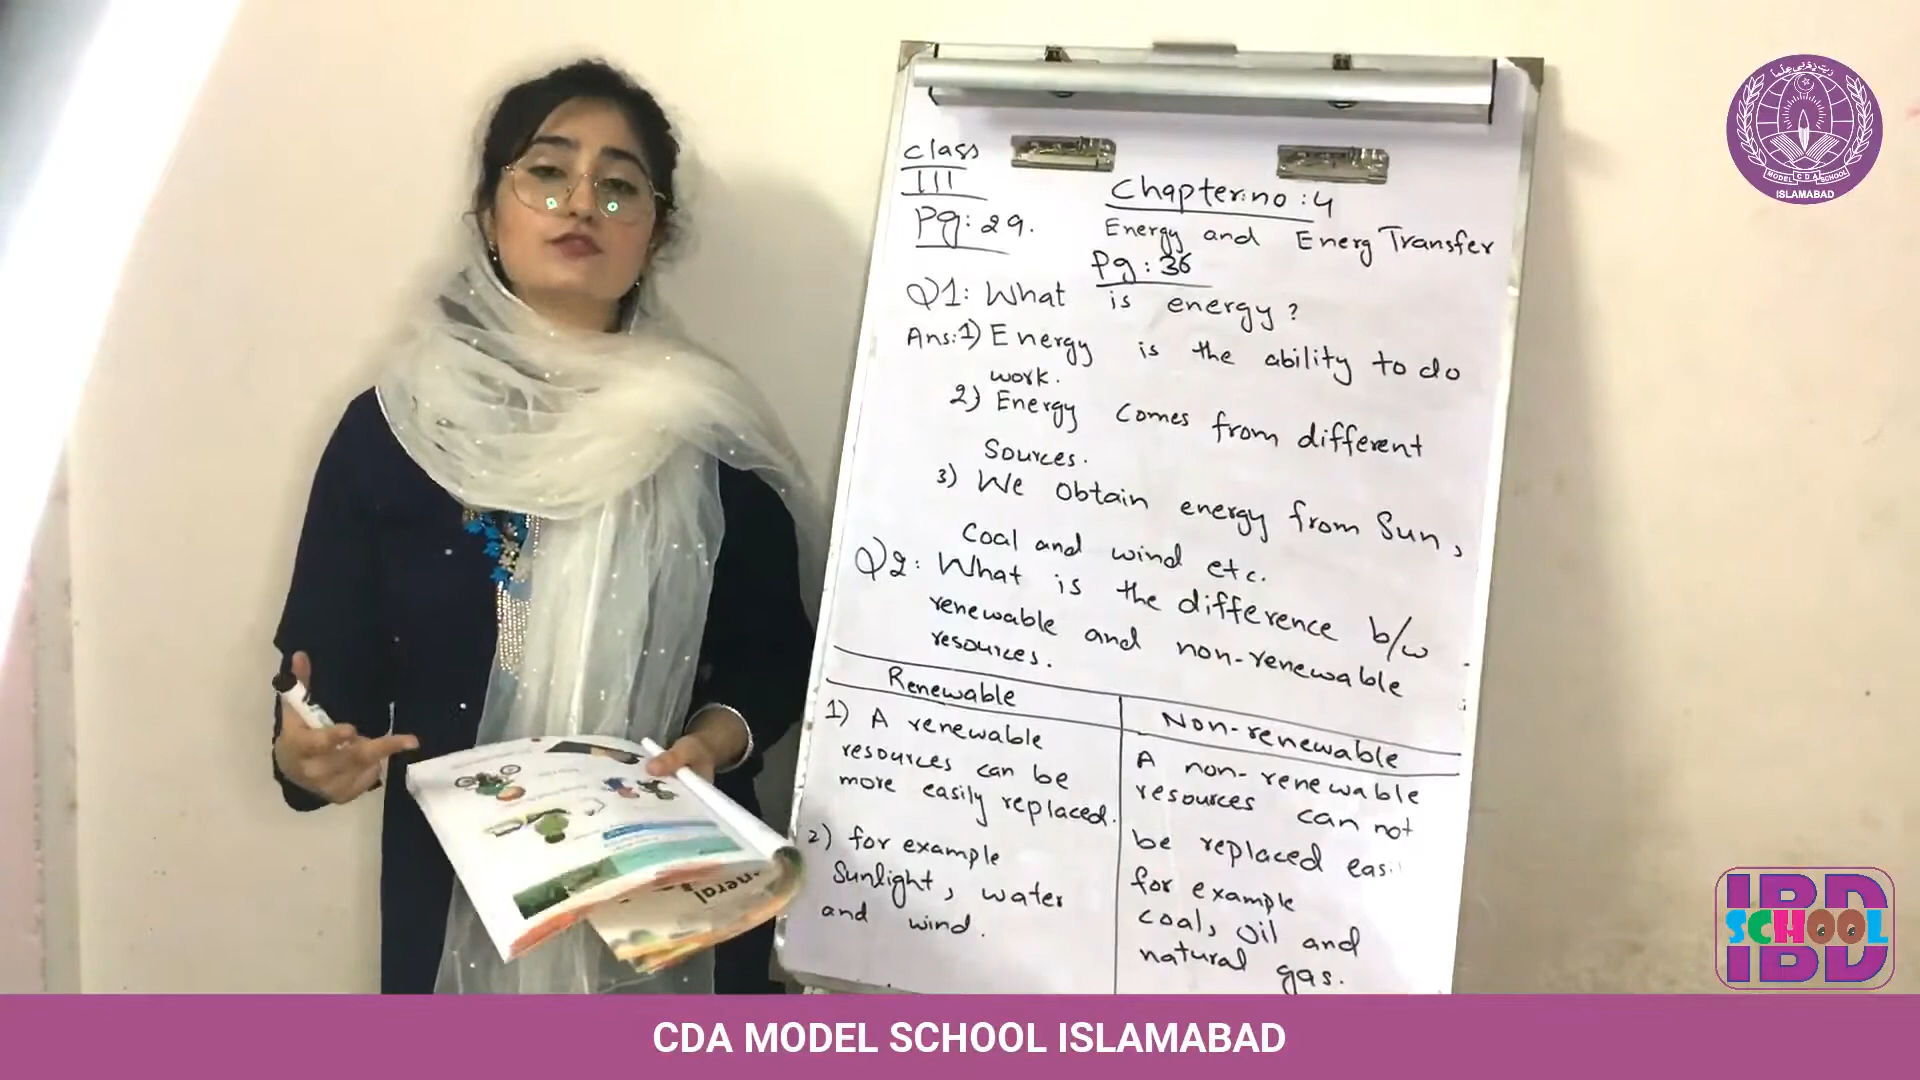 class
III
Pg: 29.
Chapter:no :4
Energy and Energ Transfer
Pg: 36
Q1: What is energy?
Ans:1) Energy is the ability to do
work.
2) Energy comes from different
Sources.
3) We obtain energy from Sun,
Coal and wind etc.
Q2: What is the difference b/w
renewable and non-renewable
resources.
Renewable
1) A renewable
resources can be
more easily replaced.
2) for example
Sunlight, water
and wind.
Non-renewable
A non-renewable
resources can not
be replaced easi
for example
coal, oil and
natural gas.
neral
MODEL CDA SCHOOL
ISLAMABAD
IBD
SCHOOL
IBD
CDA MODEL SCHOOL ISLAMABAD